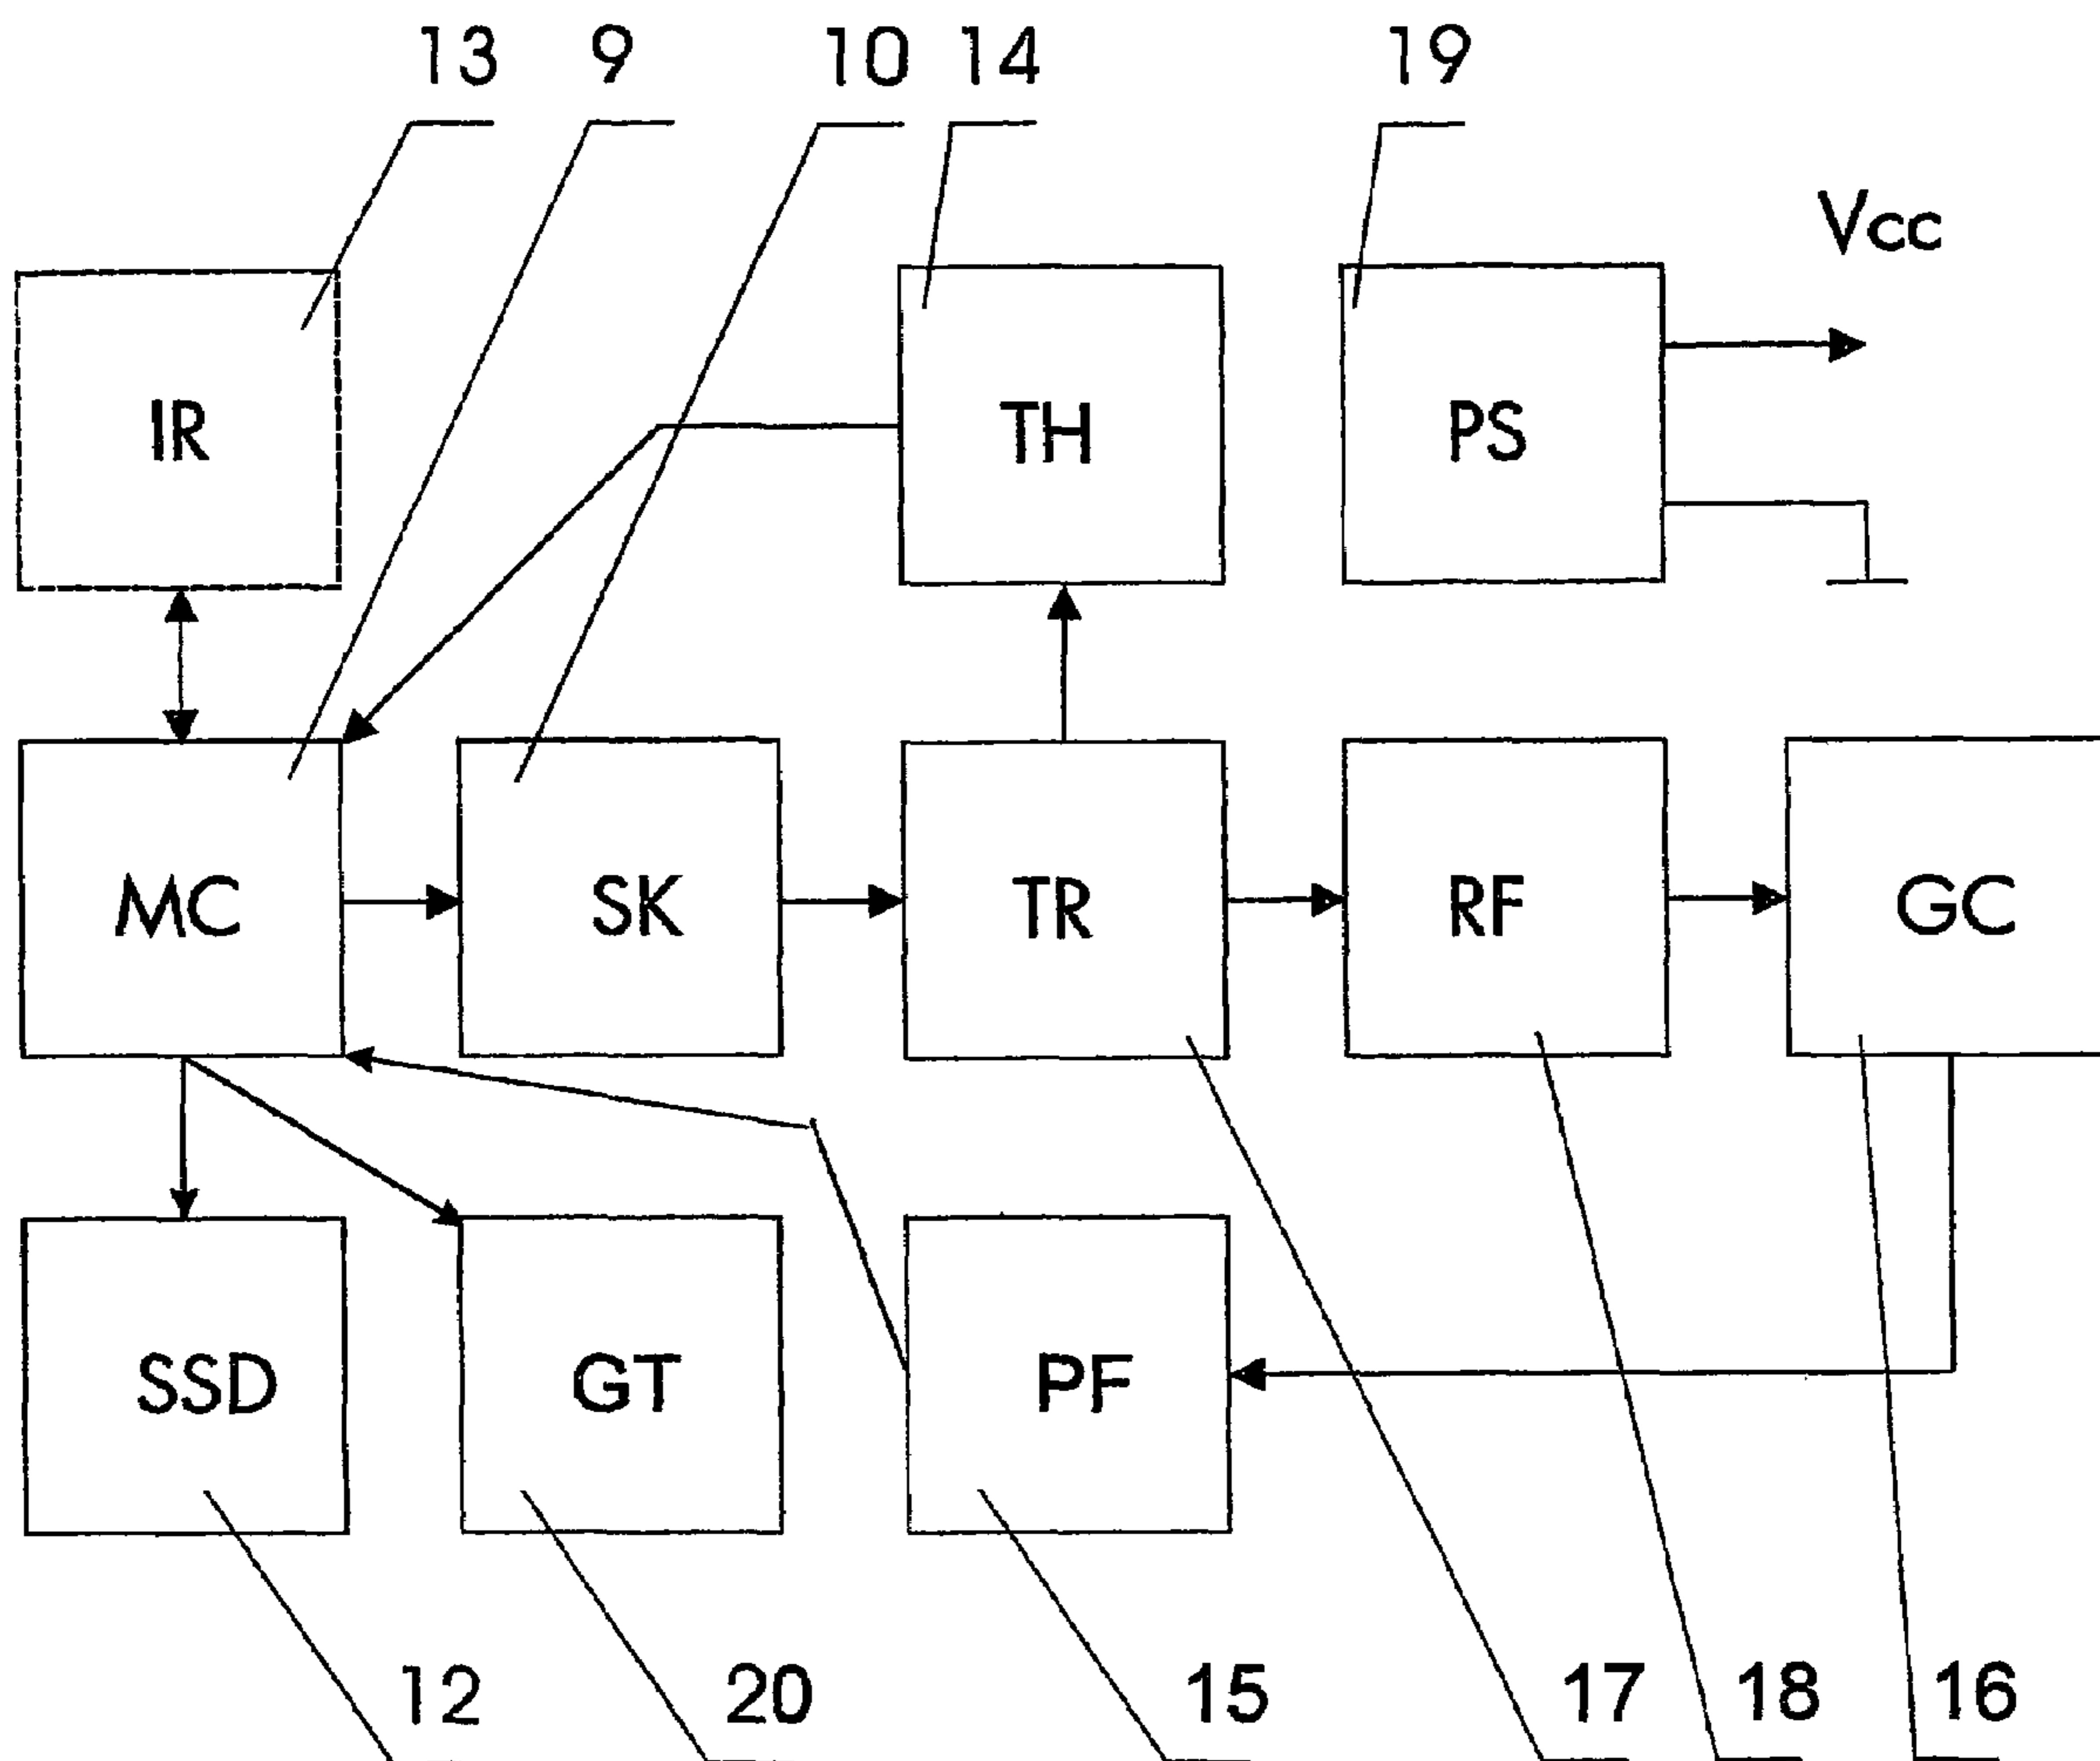 13 9 10 14 19
Vcc
IR TH PS
MC SK TR RF GC
SSD GT PF
12 20 15 17 18 16